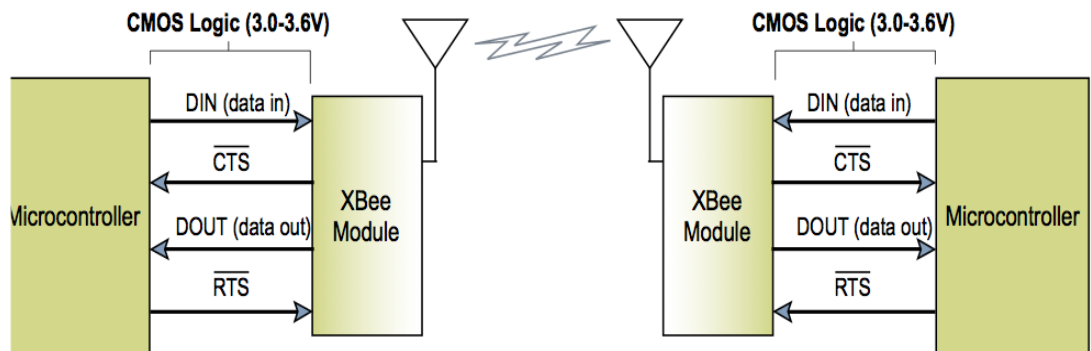 CMOS Logic (3.0-3.6V)
CMOS Logic (3.0-3.6V)
DIN (data in)
DIN (data in)
CTS
CTS
Microcontroller
XBee
Module
DOUT (data out)
XBee
Module
DOUT (data out)
Microcontroller
RTS
RTS